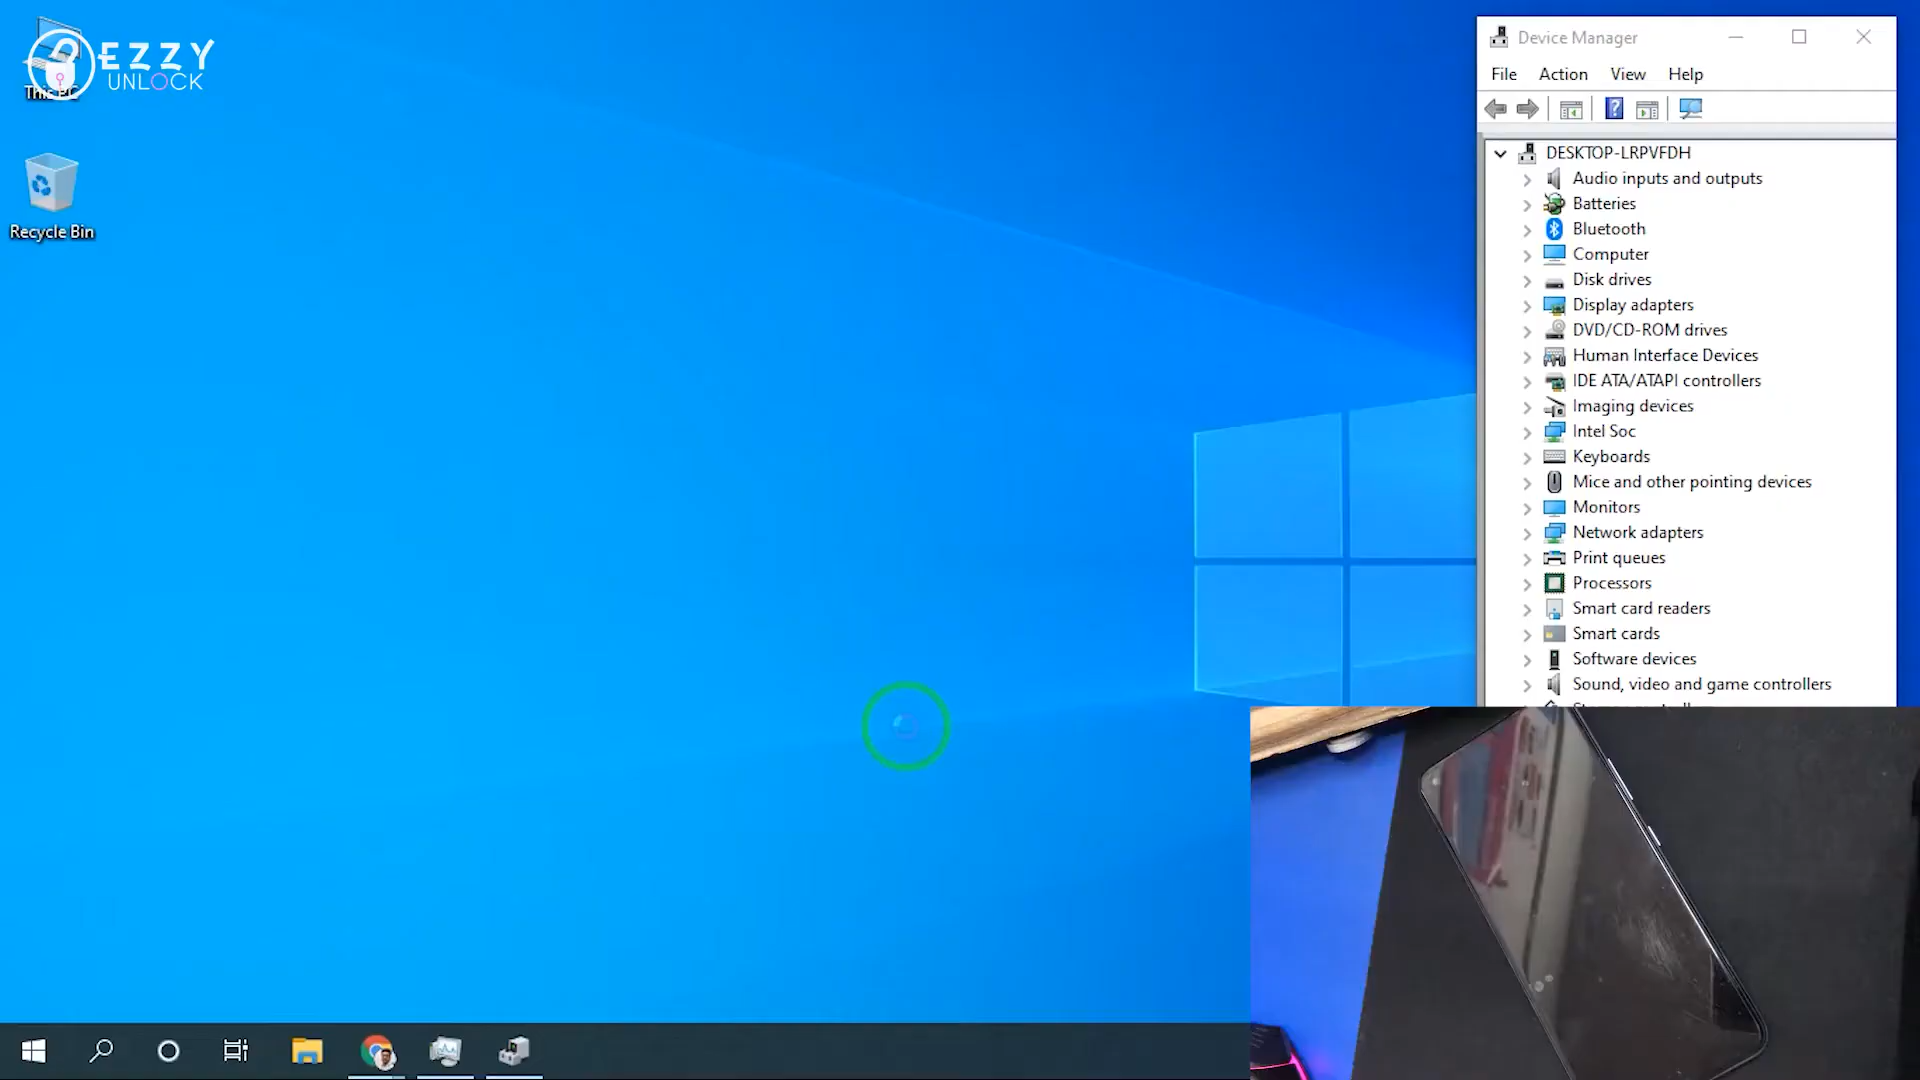 EZZY
UNLOCK
This PC
Recycle Bin
Device Manager
File Action View Help
DESKTOP-LRPVFDH
Audio inputs and outputs
Batteries
Bluetooth
Computer
Disk drives
Display adapters
DVD/CD-ROM drives
Human Interface Devices
IDE ATA/ATAPI controllers
Imaging devices
Intel Soc
Keyboards
Mice and other pointing devices
Monitors
Network adapters
Print queues
Processors
Smart card readers
Smart cards
Software devices
Sound, video and game controllers